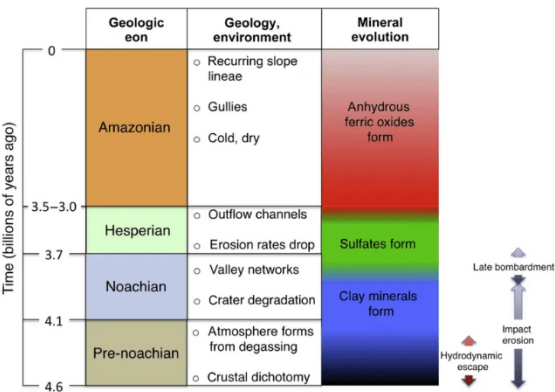 Geologic
eon
Geology,
environment
Mineral
evolution
Time (billions of years ago)
0
3.5–3.0
3.7
4.1
4.6
Amazonian
Hesperian
Noachian
Pre-noachian
Recurring slope
lineae
Gullies
Cold, dry
Outflow channels
Erosion rates drop
Valley networks
Crater degradation
Atmosphere forms
from degassing
Crustal dichotomy
Anhydrous
ferric oxides
form
Sulfates form
Clay minerals
form
Late bombardment
Impact
erosion
Hydrodynamic
escape